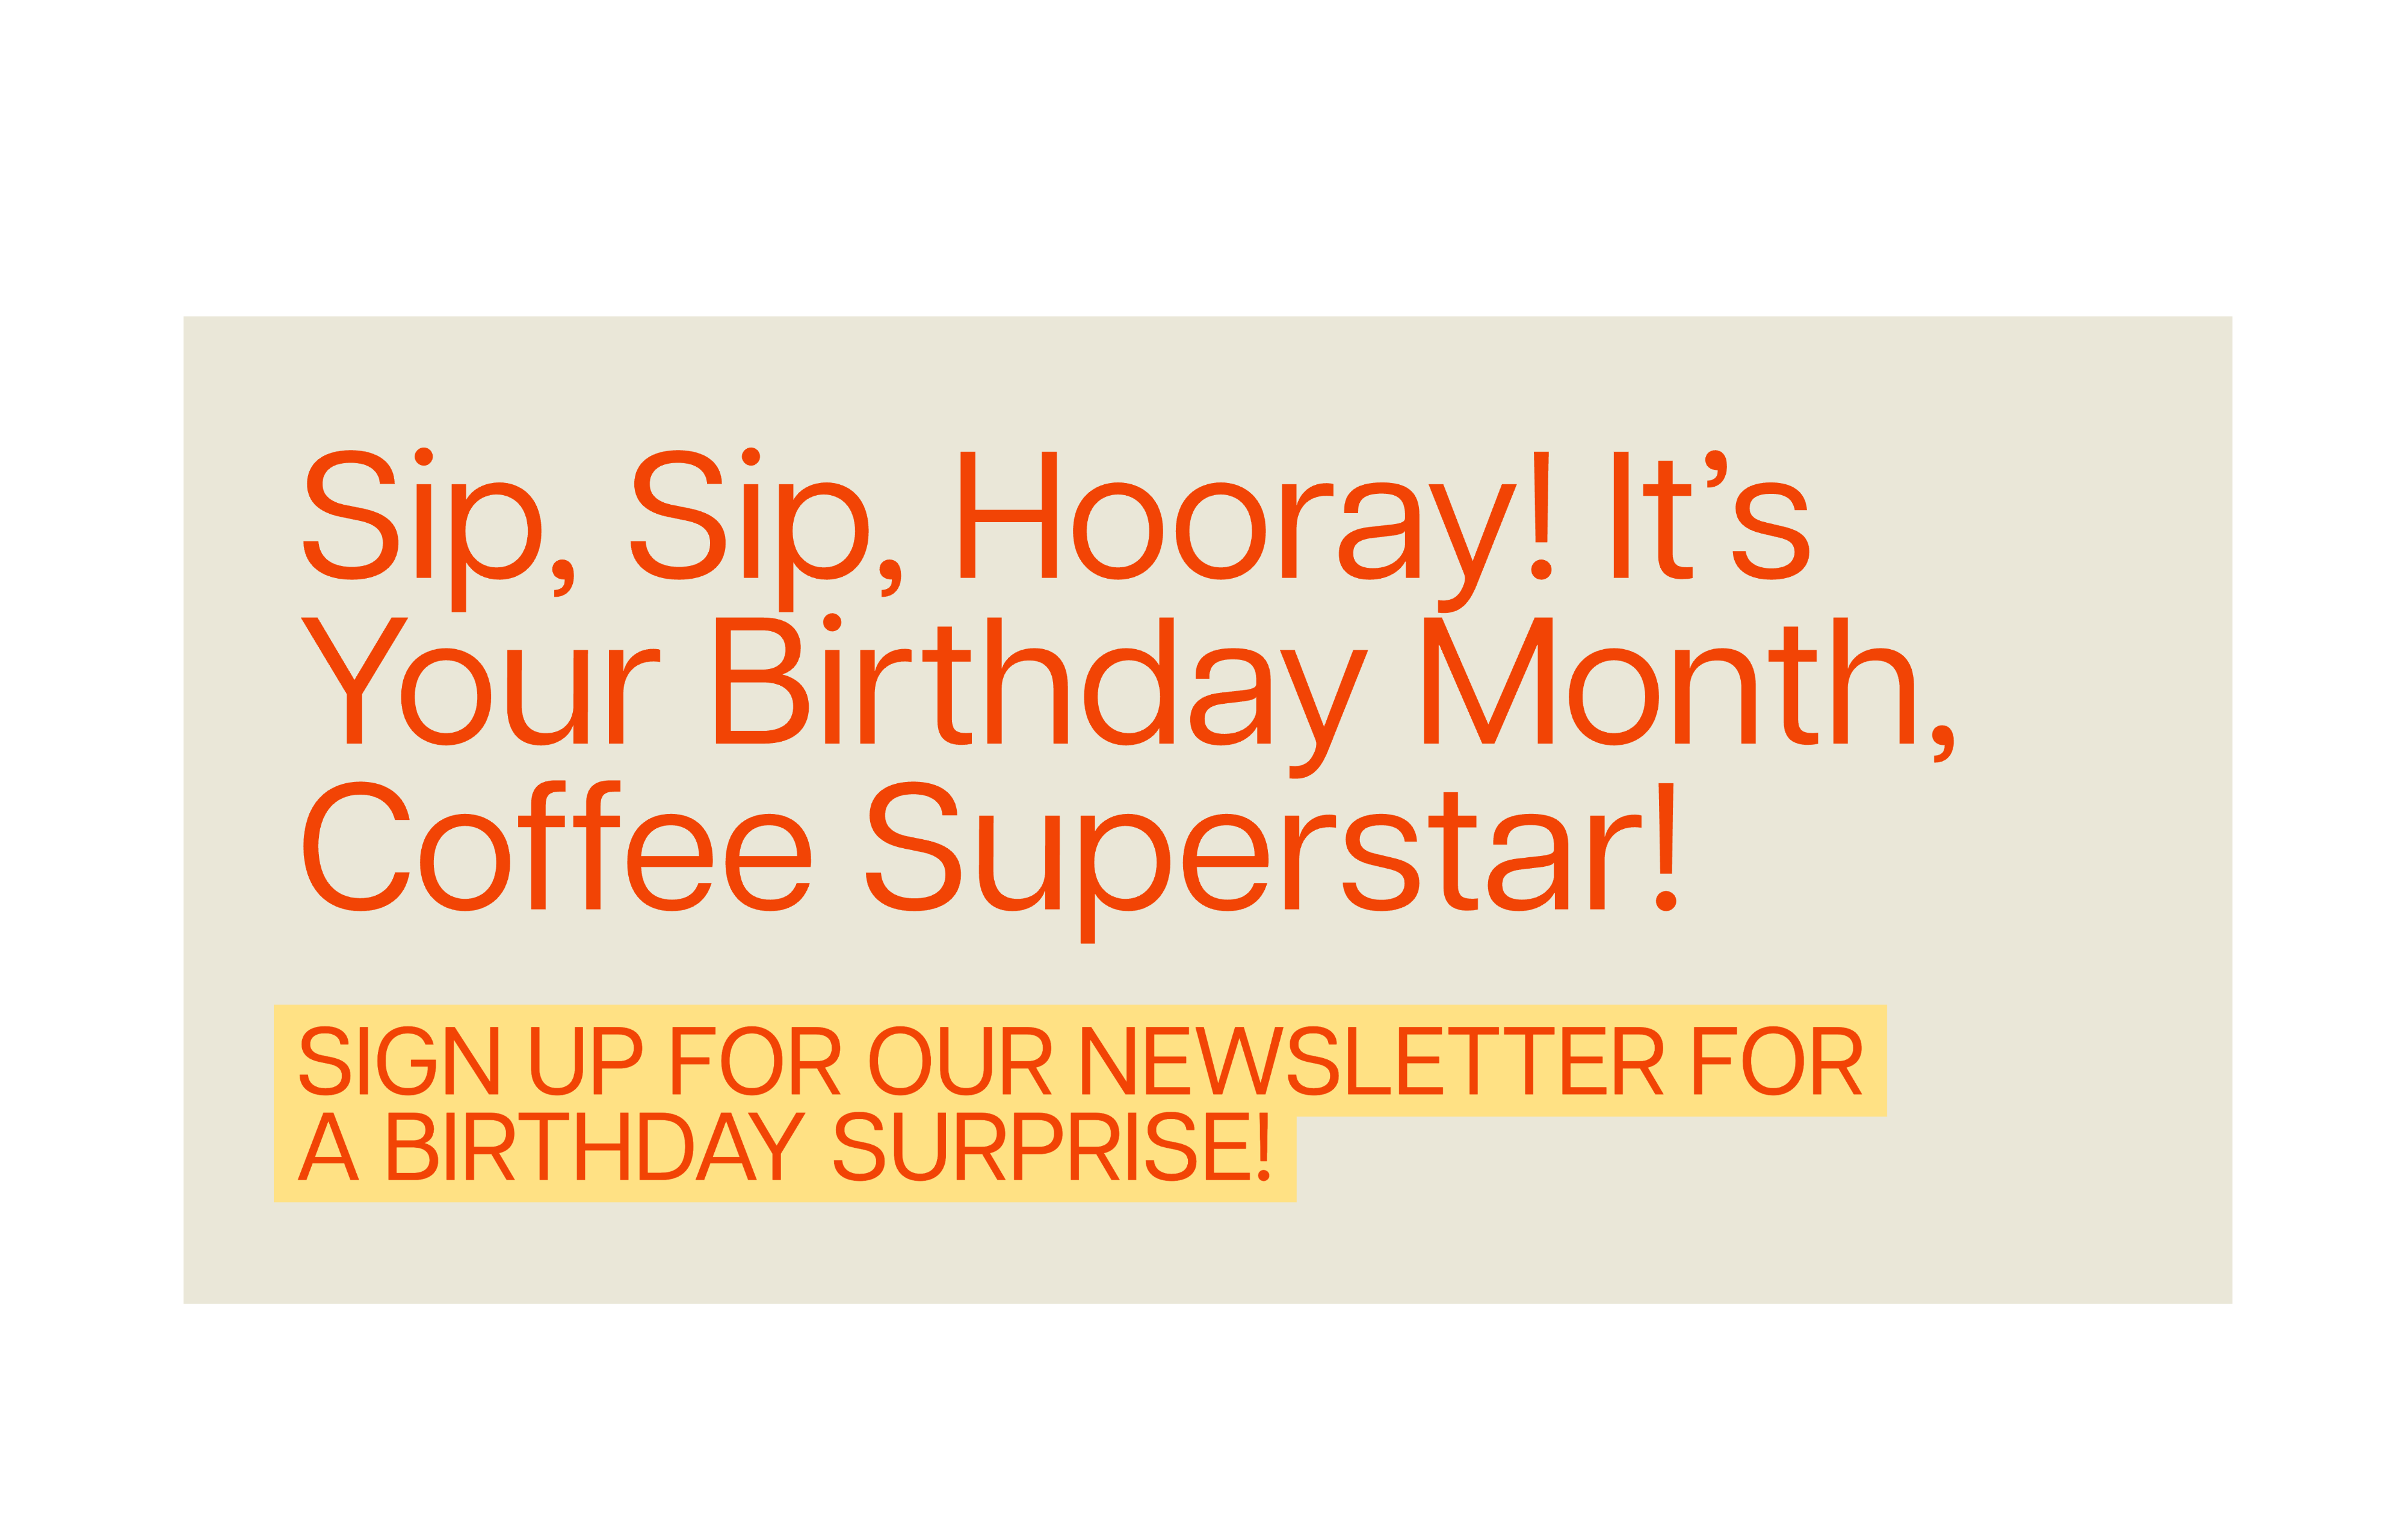 Sip, Sip, Hooray! It’s
Your Birthday Month,
Coffee Superstar!
SIGN UP FOR OUR NEWSLETTER FOR
A BIRTHDAY SURPRISE!